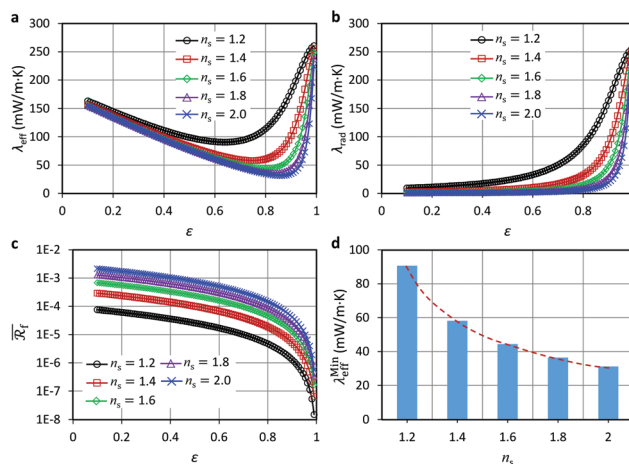 a
300
250
200
150
100
50
0
λeff (mW/m·K)
0 0.2 0.4 0.6 0.8 1
ε
ns = 1.2
ns = 1.4
ns = 1.6
ns = 1.8
ns = 2.0
b
300
250
200
150
100
50
0
λrad (mW/m·K)
0 0.2 0.4 0.6 0.8 1
ε
ns = 1.2
ns = 1.4
ns = 1.6
ns = 1.8
ns = 2.0
c
1E-2
1E-3
1E-4
1E-5
1E-6
1E-7
1E-8
ℛf
0 0.2 0.4 0.6 0.8 1
ε
ns = 1.2 ns = 1.8
ns = 1.4 ns = 2.0
ns = 1.6
d
100
80
60
40
20
0
λeffMin (mW/m·K)
1.2 1.4 1.6 1.8 2
ns